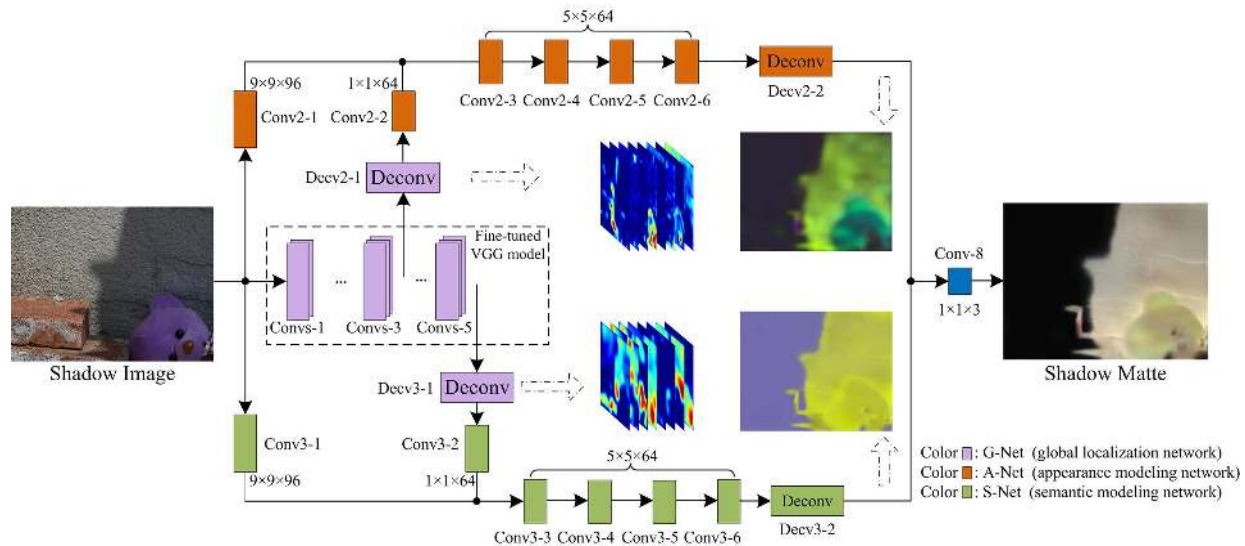 5×5×64
9×9×96
1×1×64
Deconv
Conv2-1
Conv2-2
Conv2-3
Conv2-4
Conv2-5
Conv2-6
Decv2-2
Decv2-1
Deconv
Fine-tuned
VGG model
...
...
Convs-1
Convs-3
Convs-5
Conv-8
1×1×3
Shadow Image
Shadow Matte
Decv3-1
Deconv
Conv3-1
Conv3-2
9×9×96
1×1×64
5×5×64
Deconv
Conv3-3
Conv3-4
Conv3-5
Conv3-6
Decv3-2
Color : G-Net (global localization network)
Color : A-Net (appearance modeling network)
Color : S-Net (semantic modeling network)